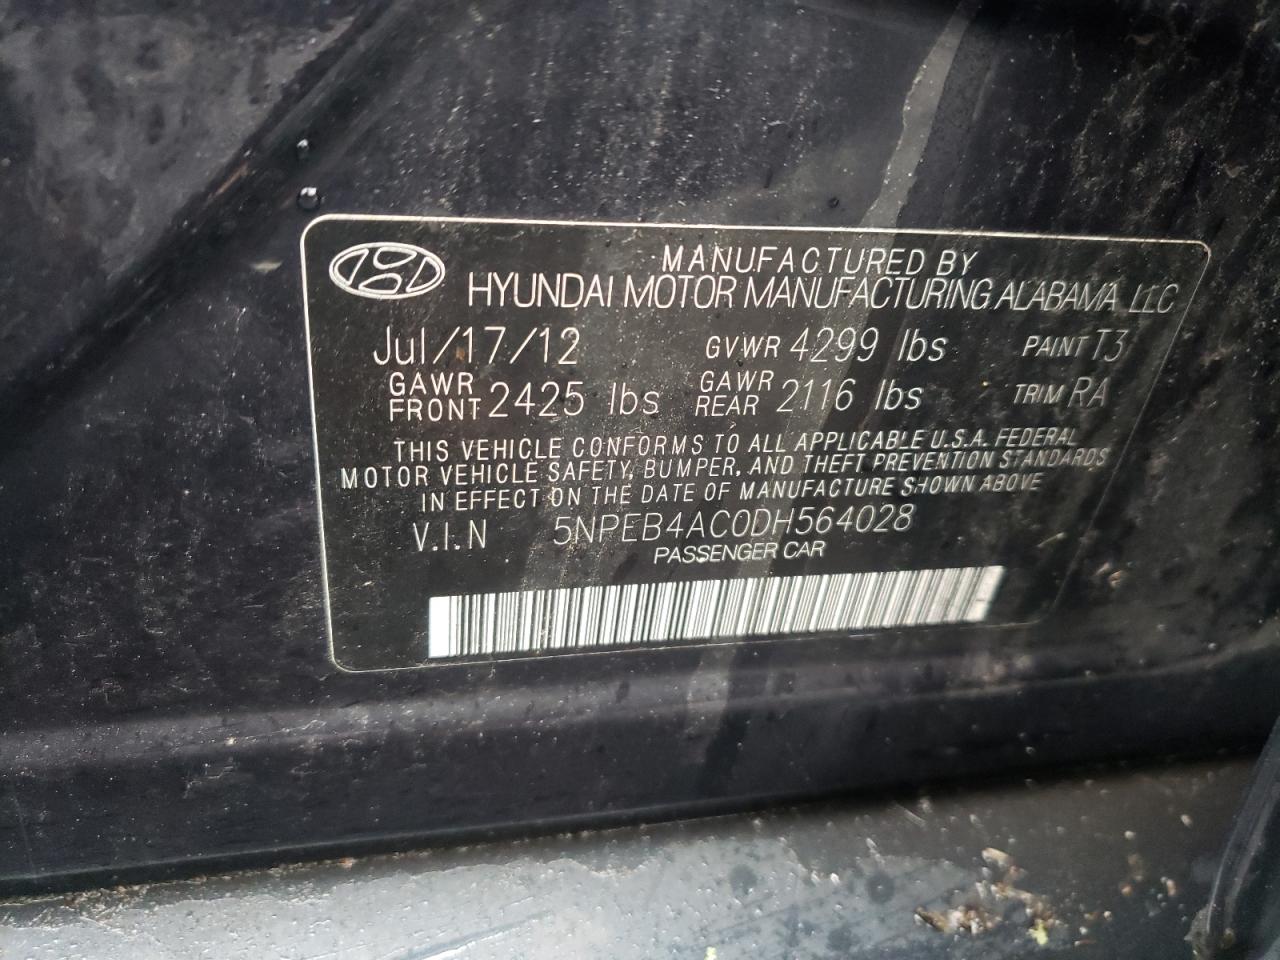 MANUFACTURED BY
HYUNDAI MOTOR MANUFACTURING ALABAMA, LLC
Jul/17/12 GVWR 4299 lbs PAINT T3
GAWR FRONT 2425 lbs GAWR REAR 2116 lbs TRIM RA
THIS VEHICLE CONFORMS TO ALL APPLICABLE U.S.A. FEDERAL
MOTOR VEHICLE SAFETY, BUMPER, AND THEFT PREVENTION STANDARDS
IN EFFECT ON THE DATE OF MANUFACTURE SHOWN ABOVE
V.I.N 5NPEB4AC0DH564028
PASSENGER CAR